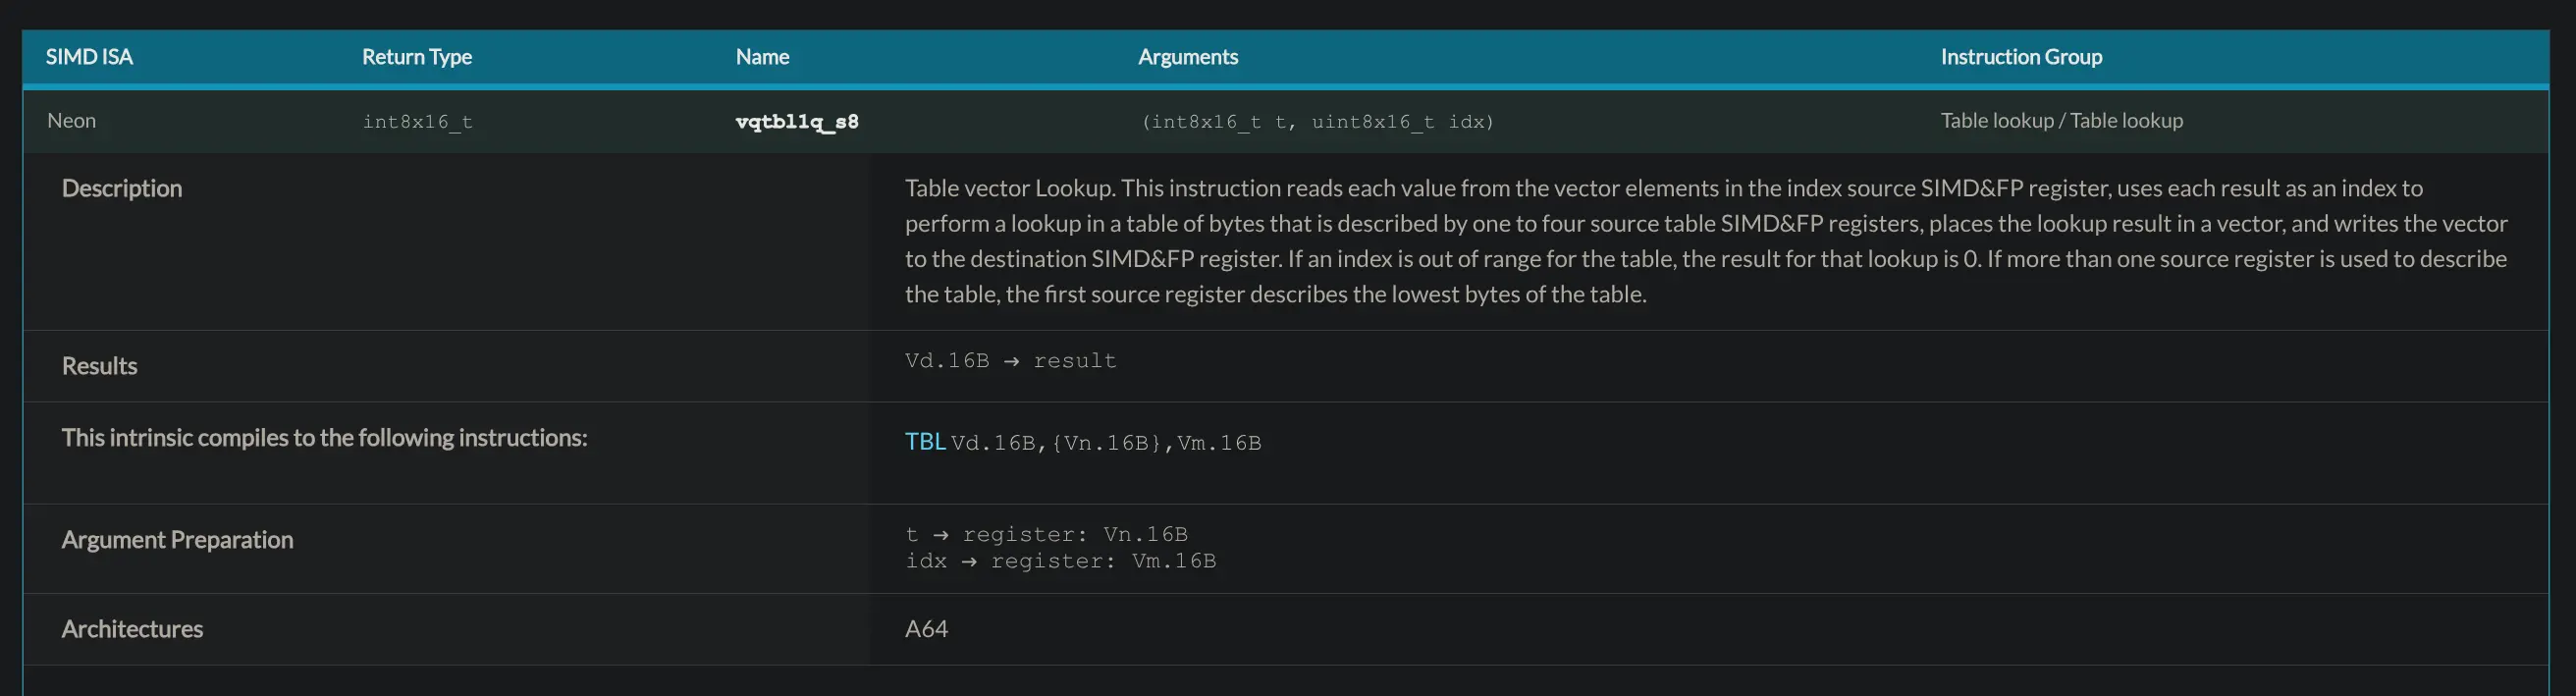 SIMD ISA Return Type Name Arguments Instruction Group
Neon int8x16_t vqtbl1q_s8 (int8x16_t t, uint8x16_t idx) Table lookup / Table lookup
Description Table vector Lookup. This instruction reads each value from the vector elements in the index source SIMD&FP register, uses each result as an index to
perform a lookup in a table of bytes that is described by one to four source table SIMD&FP registers, places the lookup result in a vector, and writes the vector
to the destination SIMD&FP register. If an index is out of range for the table, the result for that lookup is 0. If more than one source register is used to describe
the table, the first source register describes the lowest bytes of the table.
Results Vd.16B → result
This intrinsic compiles to the following instructions: TBL Vd.16B,{Vn.16B},Vm.16B
Argument Preparation t → register: Vn.16B
idx → register: Vm.16B
Architectures A64